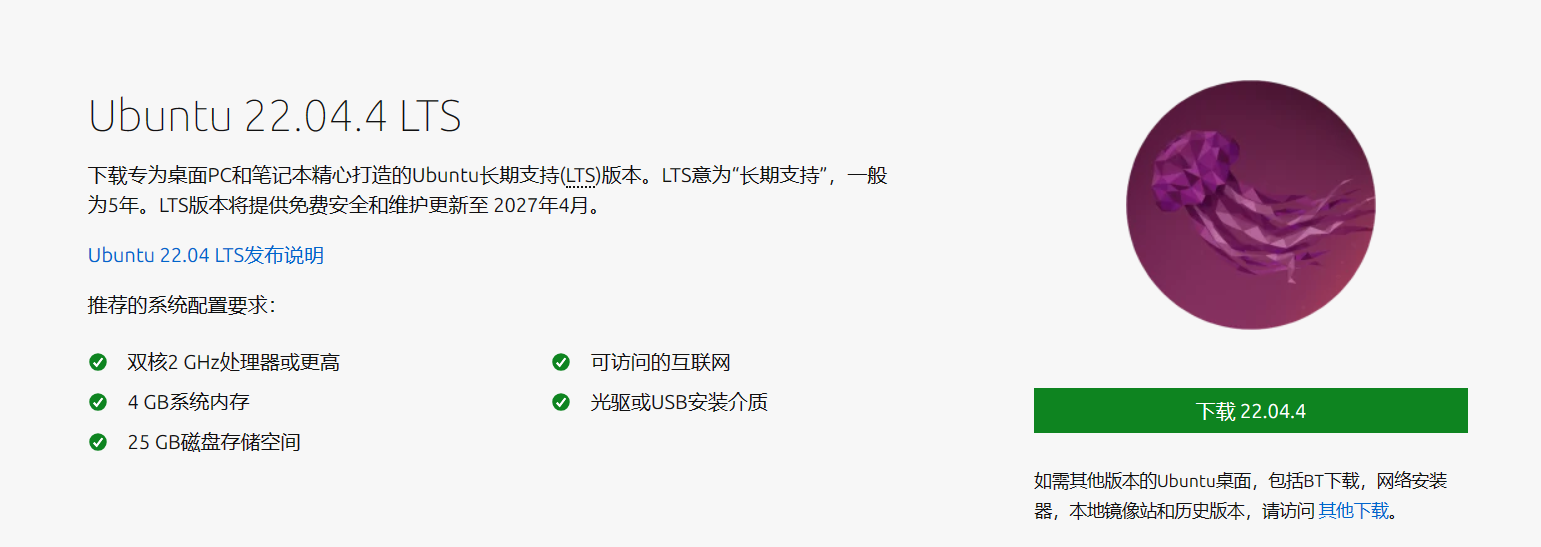 Ubuntu 22.04.4 LTS
下载专为桌面PC和笔记本精心打造的Ubuntu长期支持(LTS)版本。LTS意为“长期支持”，一般
为5年。LTS版本将提供免费安全和维护更新至 2027年4月。
Ubuntu 22.04 LTS发布说明
推荐的系统配置要求：
双核2 GHz处理器或更高
4 GB系统内存
25 GB磁盘存储空间
可访问的互联网
光驱或USB安装介质
下载 22.04.4
如需其他版本的Ubuntu桌面，包括BT下载，网络安装
器，本地镜像站和历史版本，请访问 其他下载。